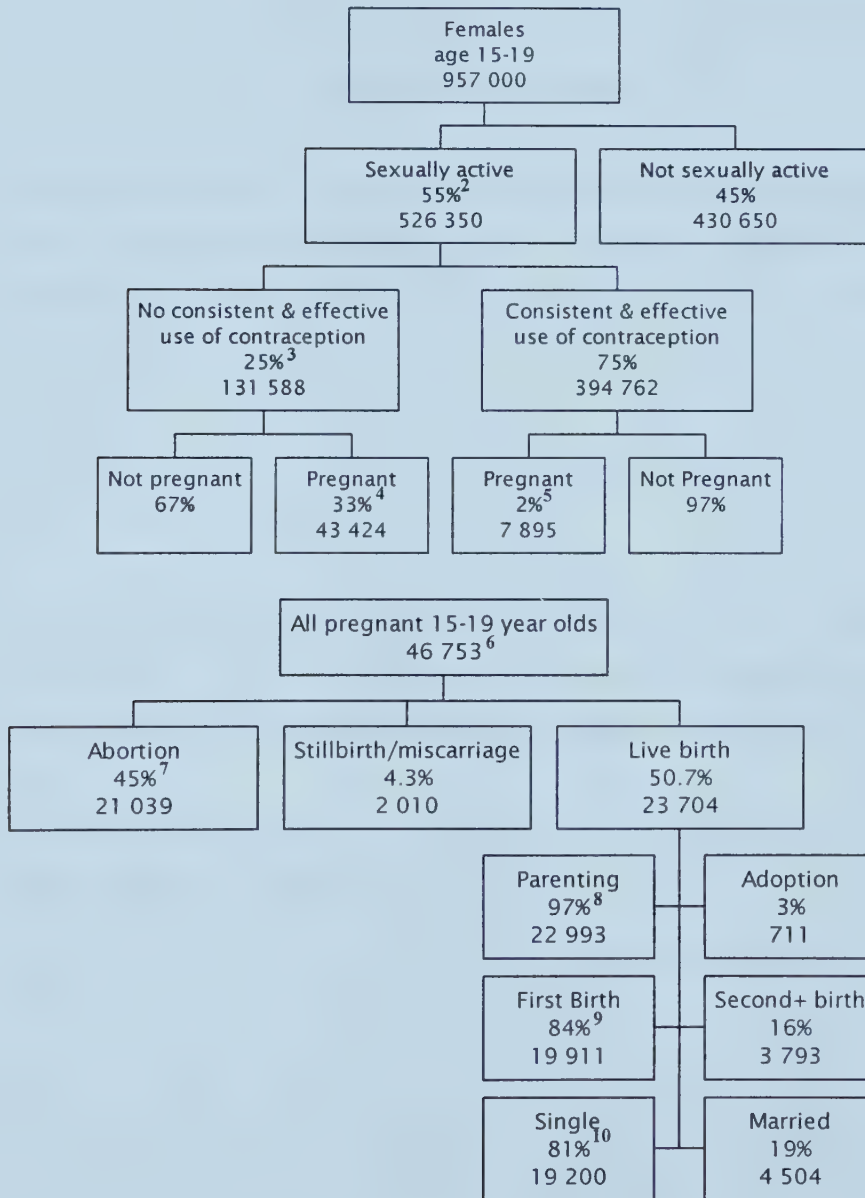 Females
age 15-19
957 000
Sexually active
55%2
526 350
Not sexually active
45%
430 650
No consistent & effective
use of contraception
25%3
131 588
Consistent & effective
use of contraception
75%
394 762
Not pregnant
67%
Pregnant
33%4
43 424
Pregnant
2%5
7 895
Not Pregnant
97%
All pregnant 15-19 year olds
46 7536
Abortion
45%7
21 039
Stillbirth/miscarriage
4.3%
2 010
Live birth
50.7%
23 704
Parenting
97%8
22 993
Adoption
3%
711
First Birth
84%9
19 911
Second+ birth
16%
3 793
Single
81%10
19 200
Married
19%
4 504